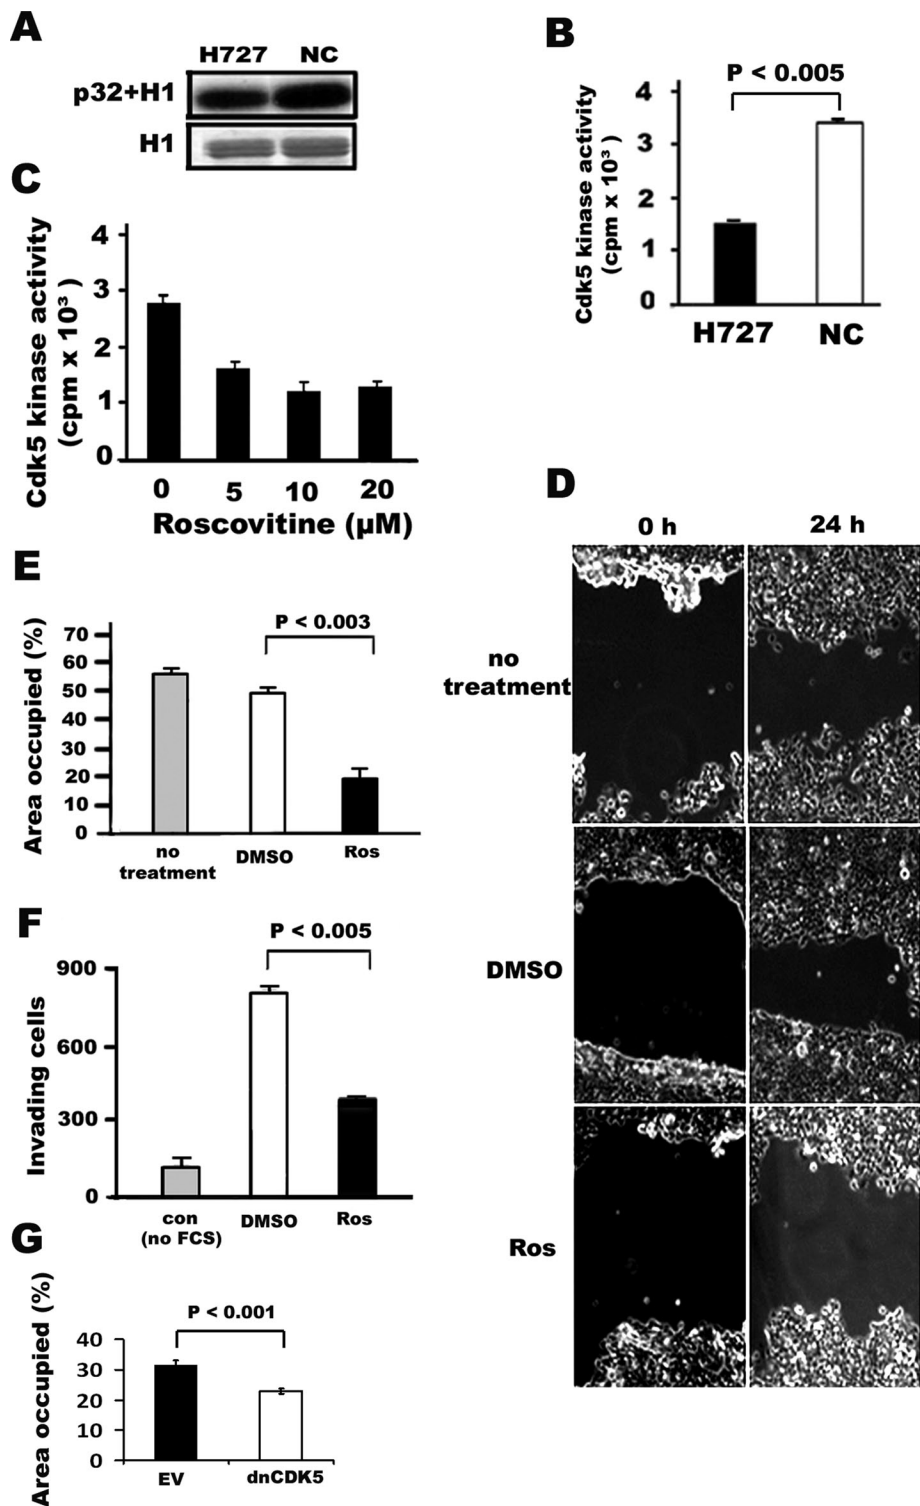 A
H727 NC
p32+H1
H1
B
P < 0.005
Cdk5 kinase activity
(cpm x 10³)
4
3
2
1
0
H727 NC
C
Cdk5 kinase activity
(cpm x 10³ )
4
3
2
1
0
0 5 10 20
Roscovitine (µM)
D
0 h 24 h
no
treatment
DMSO
Ros
E
P < 0.003
Area occupied (%)
70
60
50
40
30
20
10
0
no
treatment
DMSO
Ros
F
P < 0.005
Invading cells
900
600
300
0
con
(no FCS)
DMSO
Ros
G
P < 0.001
Area occupied (%)
40
30
20
10
0
EV dnCDK5